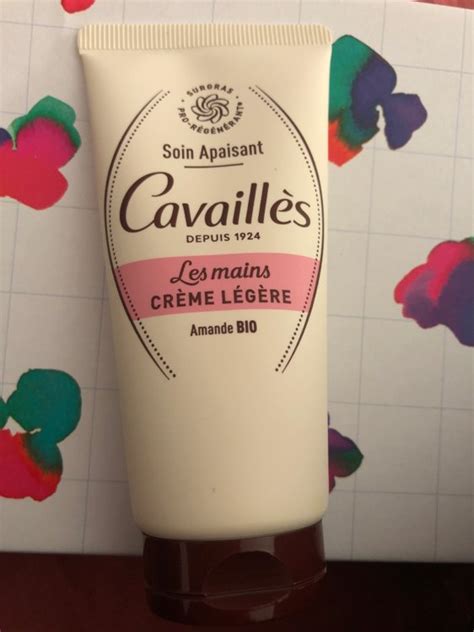 SURGRAS
PRO-RÉGÉNÉRANT
Soin Apaisant
Cavaillès
DEPUIS 1924
Les mains
CRÈME LÉGÈRE
Amande BIO